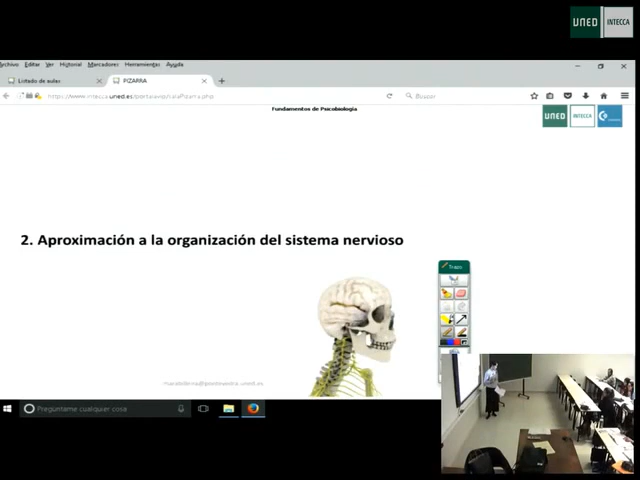 UNED INTECCA
Archivo Editar Ver Historial Marcadores Herramientas Ayuda
Listado de aulas
PIZARRA
Buscar
Fundamentos de Psicobiología
UNED INTECCA
2. Aproximación a la organización del sistema nervioso
Trazo
Pregúntame cualquier cosa